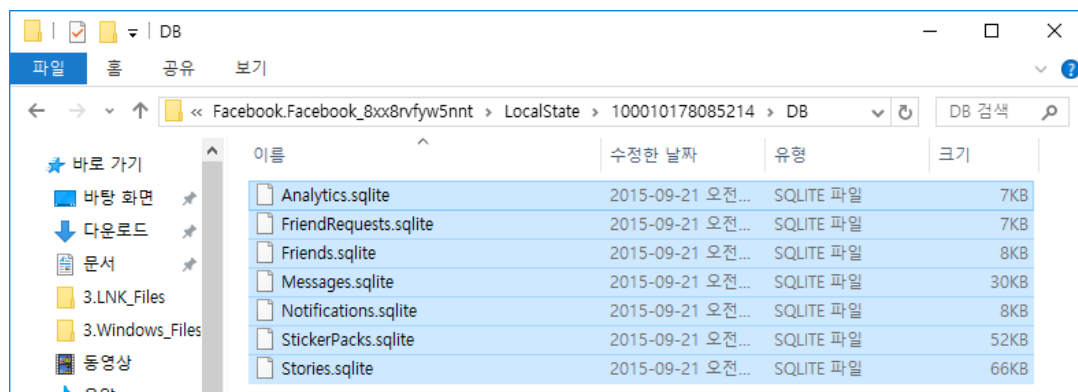 DB
파일 홈 공유 보기
« Facebook.Facebook_8xx8rvfyw5nnt › LocalState › 100010178085214 › DB DB 검색
바로 가기
바탕 화면
다운로드
문서
3.LNK_Files
3.Windows_Files
동영상
이름 수정한 날짜 유형 크기
Analytics.sqlite 2015-09-21 오전... SQLITE 파일 7KB
FriendRequests.sqlite 2015-09-21 오전... SQLITE 파일 7KB
Friends.sqlite 2015-09-21 오전... SQLITE 파일 8KB
Messages.sqlite 2015-09-21 오전... SQLITE 파일 30KB
Notifications.sqlite 2015-09-21 오전... SQLITE 파일 8KB
StickerPacks.sqlite 2015-09-21 오전... SQLITE 파일 52KB
Stories.sqlite 2015-09-21 오전... SQLITE 파일 66KB